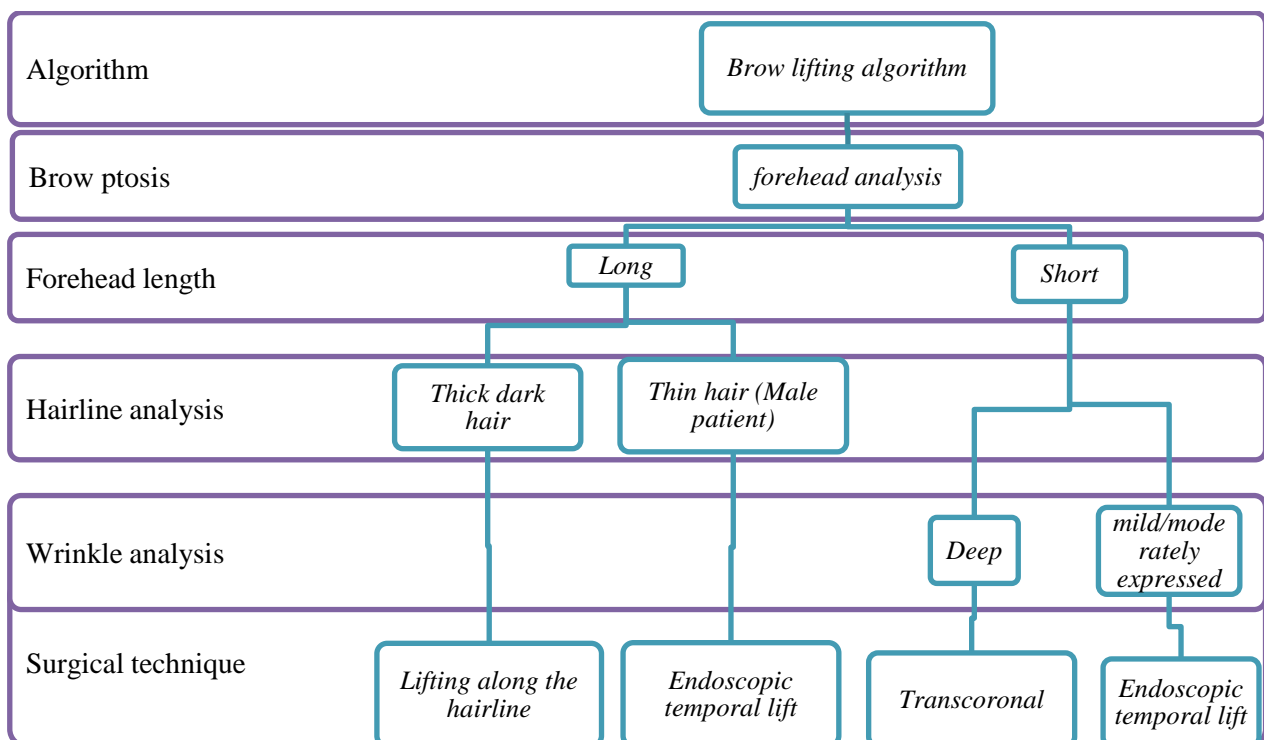 Algorithm
Brow lifting algorithm
Brow ptosis
forehead analysis
Forehead length
Long
Short
Hairline analysis
Thick dark
hair
Thin hair (Male
patient)
Wrinkle analysis
Deep
mild/mode
rately
expressed
Surgical technique
Lifting along the
hairline
Endoscopic
temporal lift
Transcoronal
Endoscopic
temporal lift